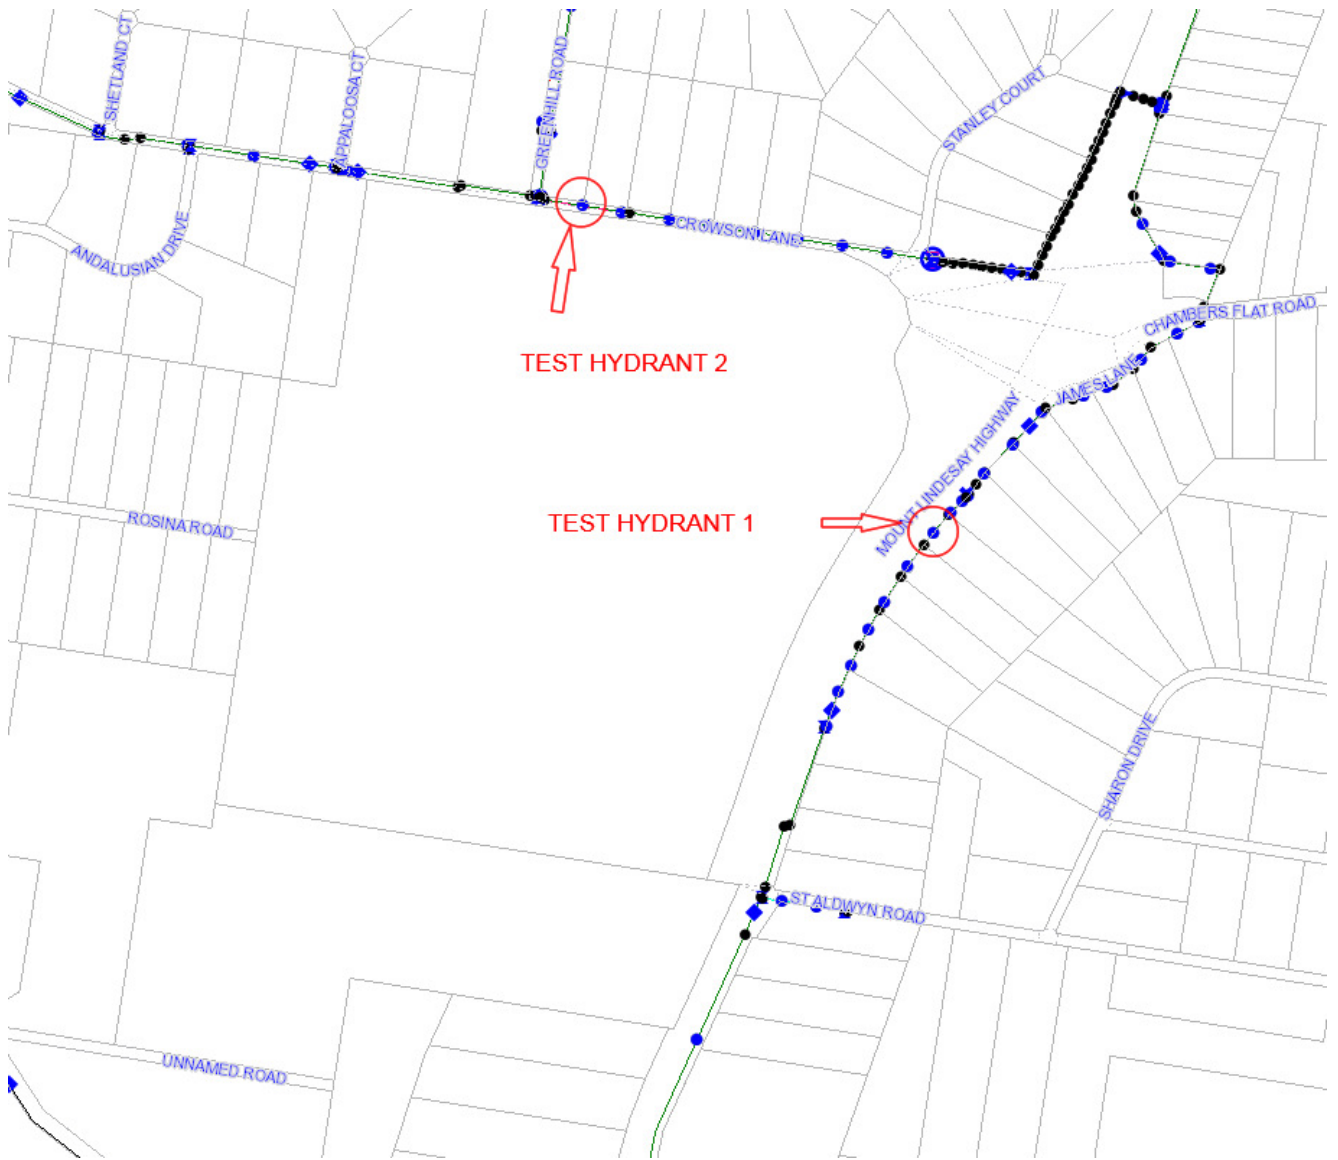 SHETLAND CT
APPALOOSA CT
GREENHILL ROAD
STANLEY COURT
ANDALUSIAN DRIVE
CROWSON LANE
CHAMBERS FLAT ROAD
TEST HYDRANT 2
JAMES LANE
MOUNT LINDESAY HIGHWAY
ROSINA ROAD
TEST HYDRANT 1
SHARON DRIVE
ST ALDWYN ROAD
UNNAMED ROAD